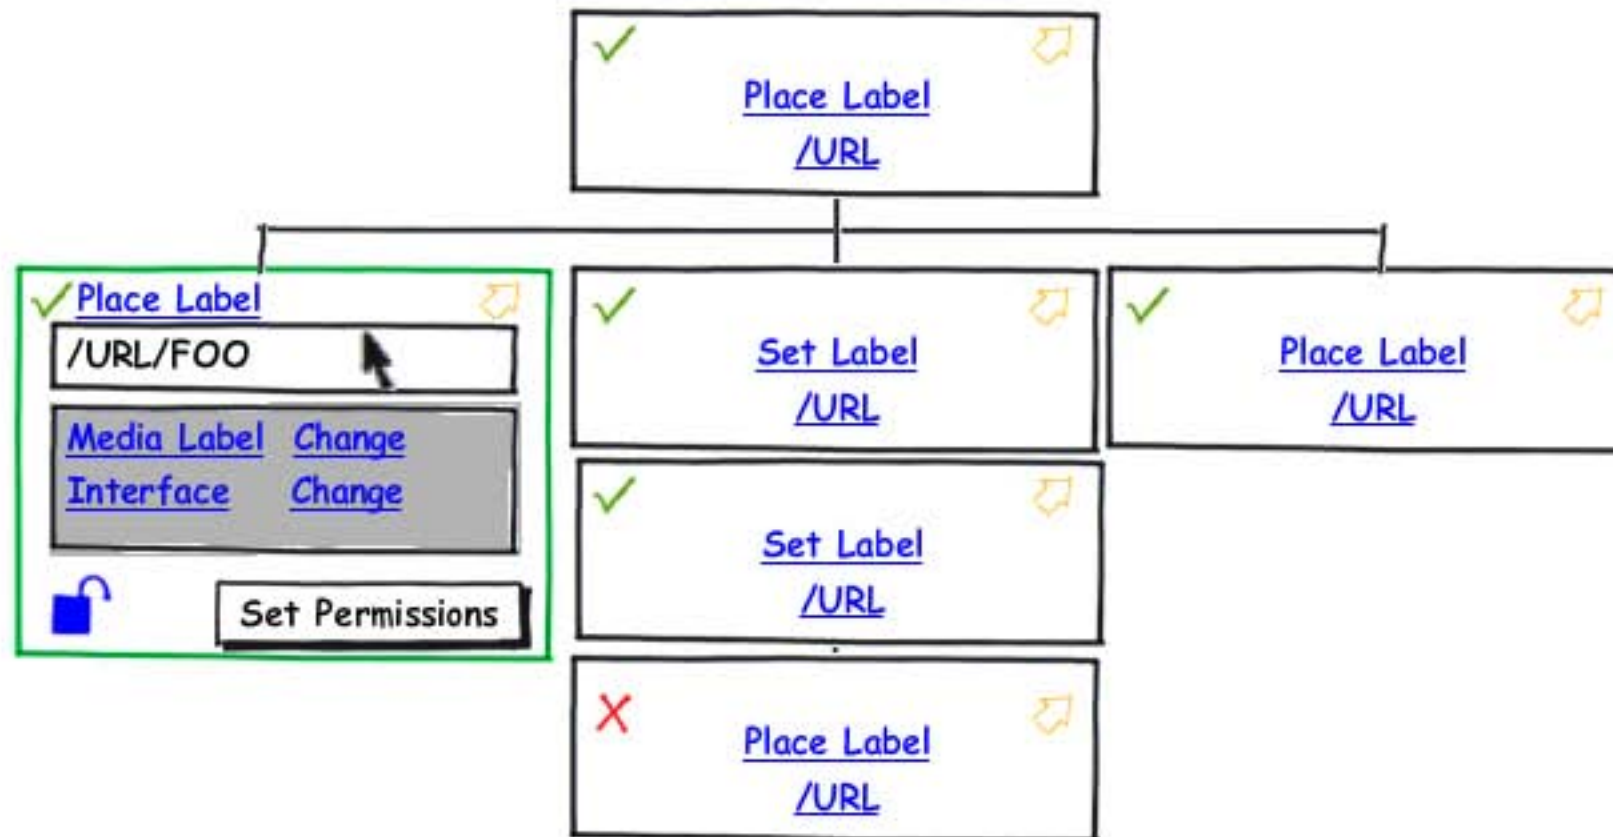 Place Label
/URL
Place Label
/URL/FOO
Media Label Change
Interface Change
Set Permissions
Set Label
/URL
Place Label
/URL
Set Label
/URL
Place Label
/URL